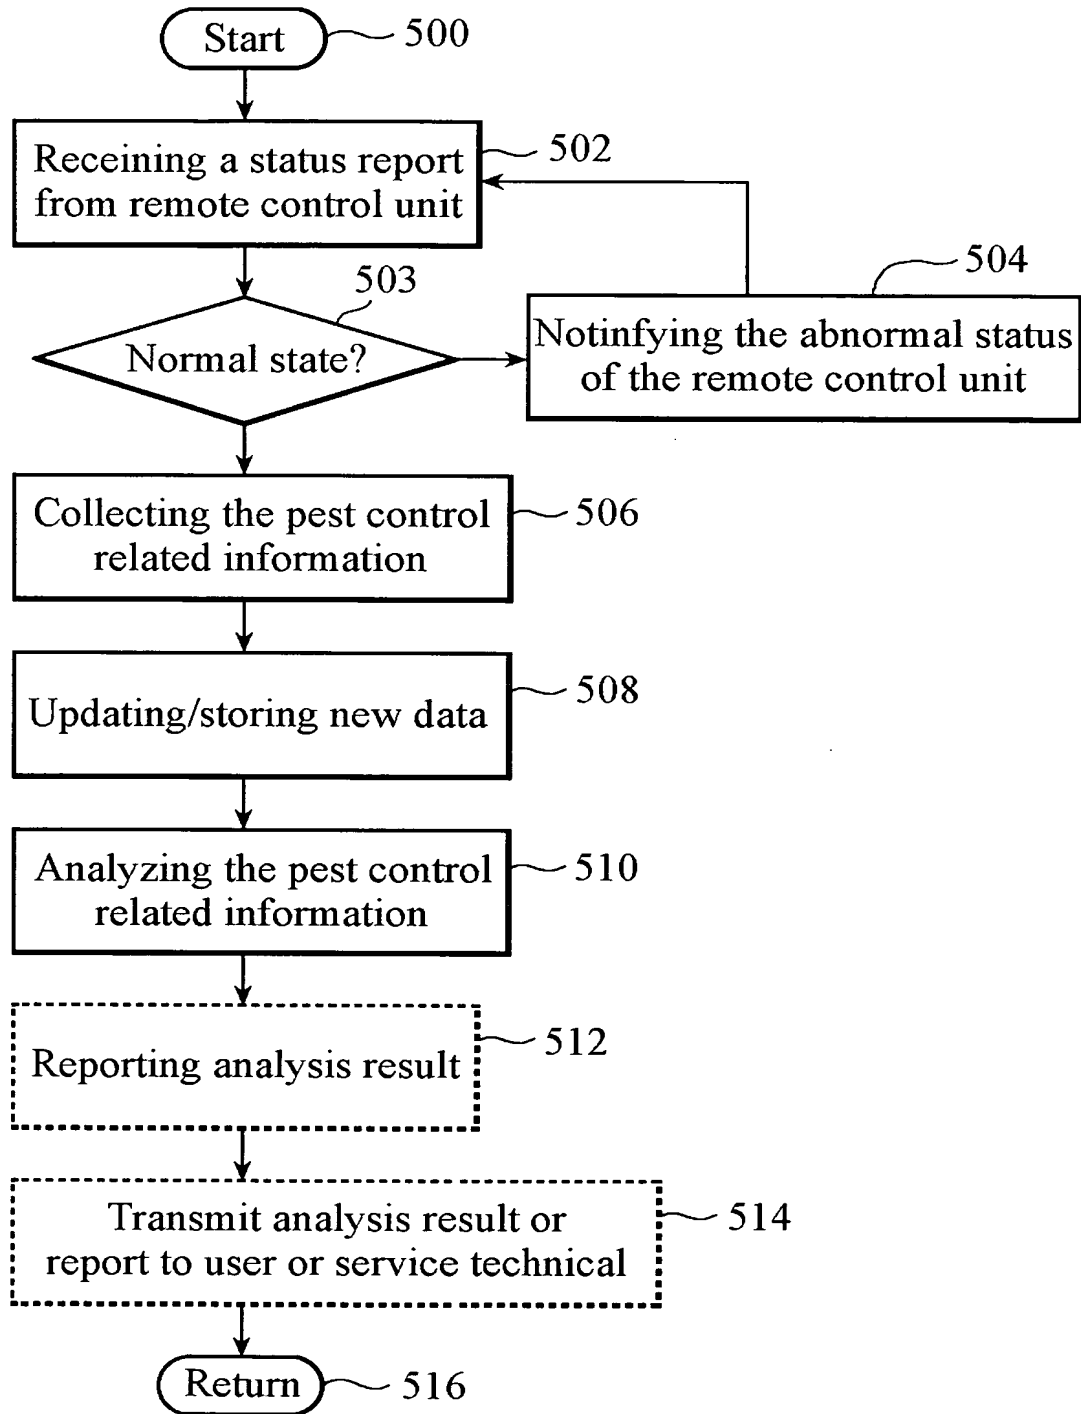 Start
500
Receining a status report
from remote control unit
502
503
Normal state?
504
Notinfying the abnormal status
of the remote control unit
Collecting the pest control
related information
506
Updating/storing new data
508
Analyzing the pest control
related information
510
Reporting analysis result
512
Transmit analysis result or
report to user or service technical
514
Return
516